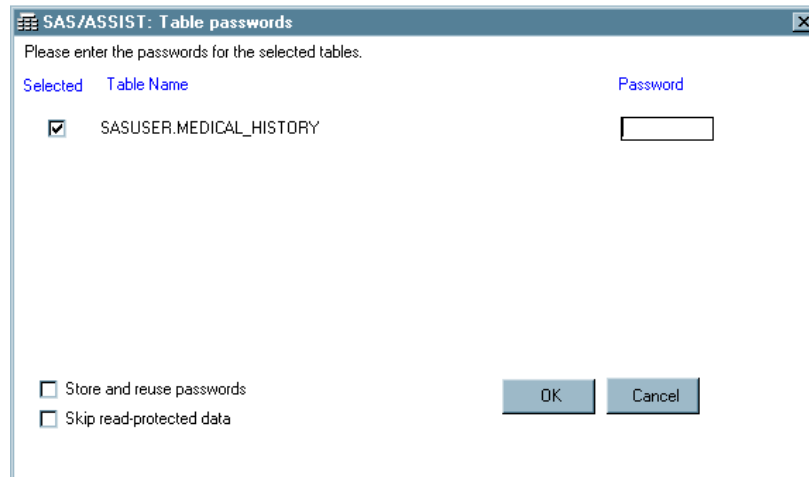 SAS/ASSIST: Table passwords
Please enter the passwords for the selected tables.
Selected Table Name Password
SASUSER.MEDICAL_HISTORY
Store and reuse passwords
OK Cancel
Skip read-protected data